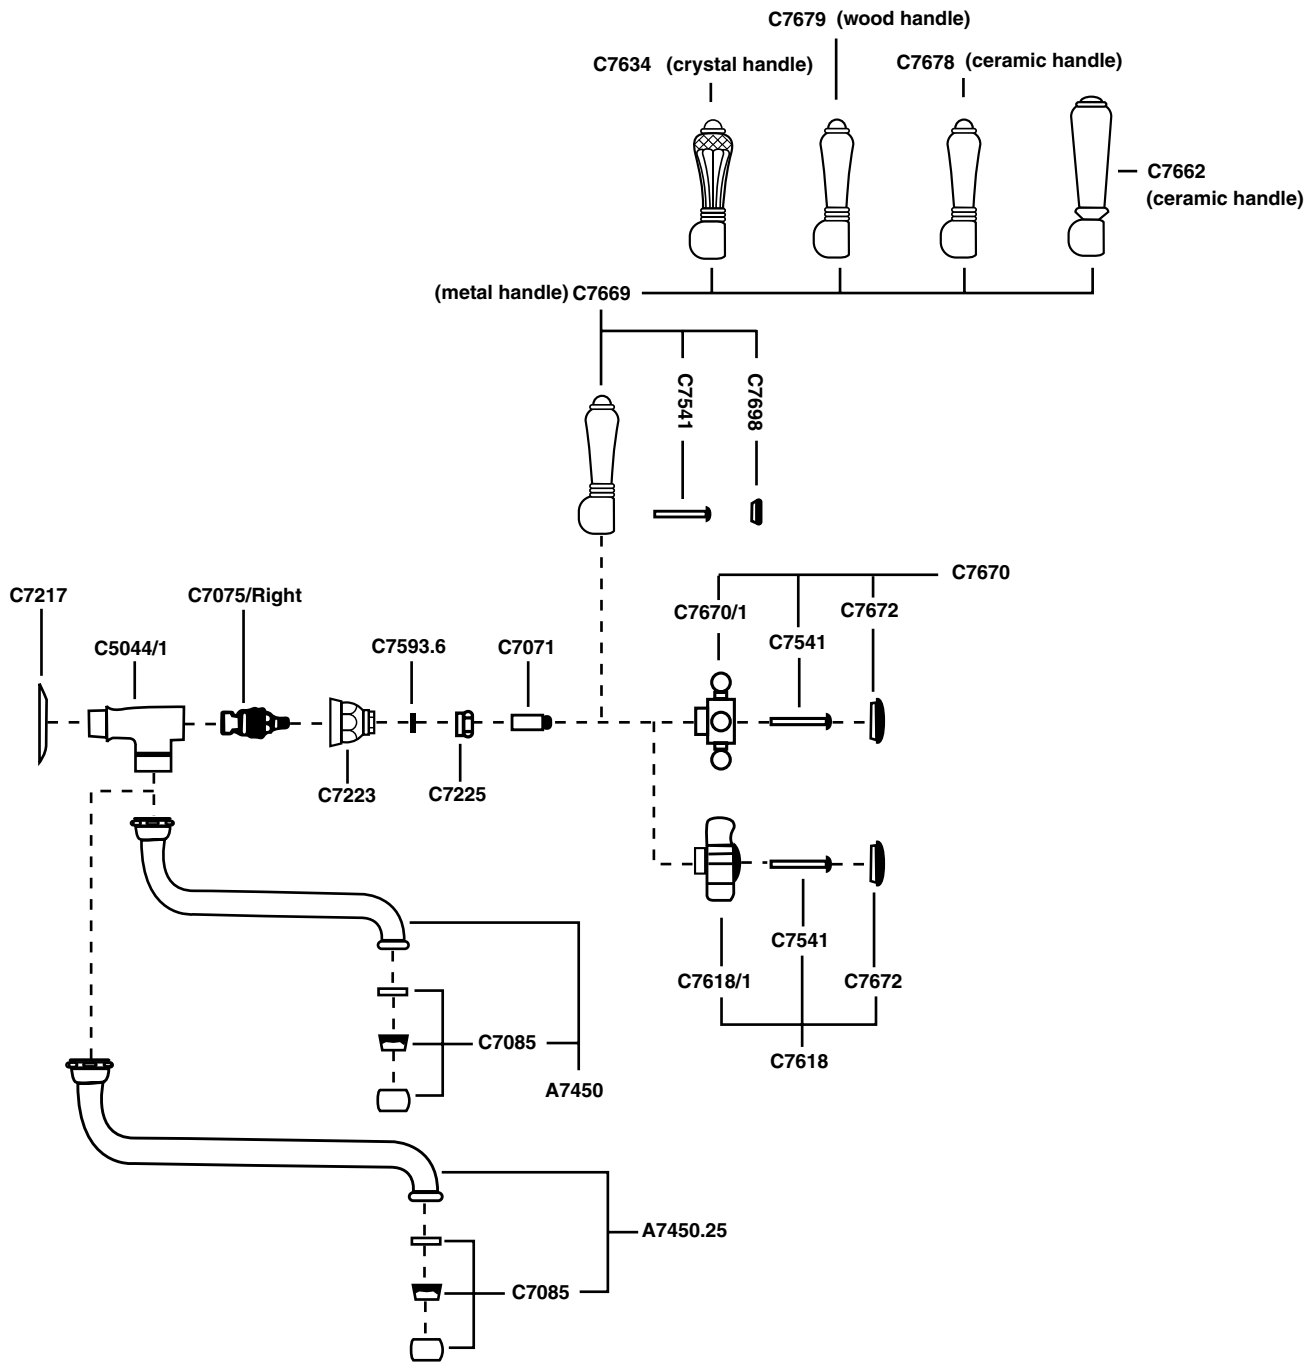 C7679 (wood handle)
C7634 (crystal handle)
C7678 (ceramic handle)
C7662
(ceramic handle)
(metal handle) C7669
C7541
C7698
C7670
C7217
C7075/Right
C7670/1
C7672
C5044/1
C7593.6
C7071
C7541
C7223
C7225
C7541
C7618/1
C7672
C7085
C7618
A7450
A7450.25
C7085